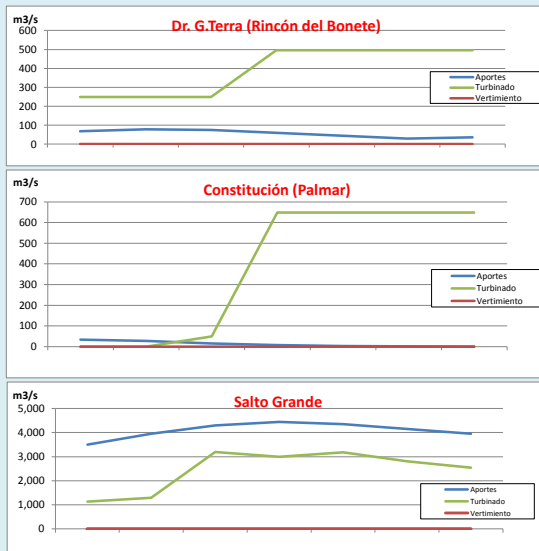 m3/s
Dr. G.Terra (Rincón del Bonete)
600
500
400
300
200
100
0
Aportes
Turbinado
Vertimiento
m3/s
Constitución (Palmar)
700
600
500
400
300
200
100
0
Aportes
Turbinado
Vertimiento
m3/s
Salto Grande
5,000
4,000
3,000
2,000
1,000
0
Aportes
Turbinado
Vertimiento